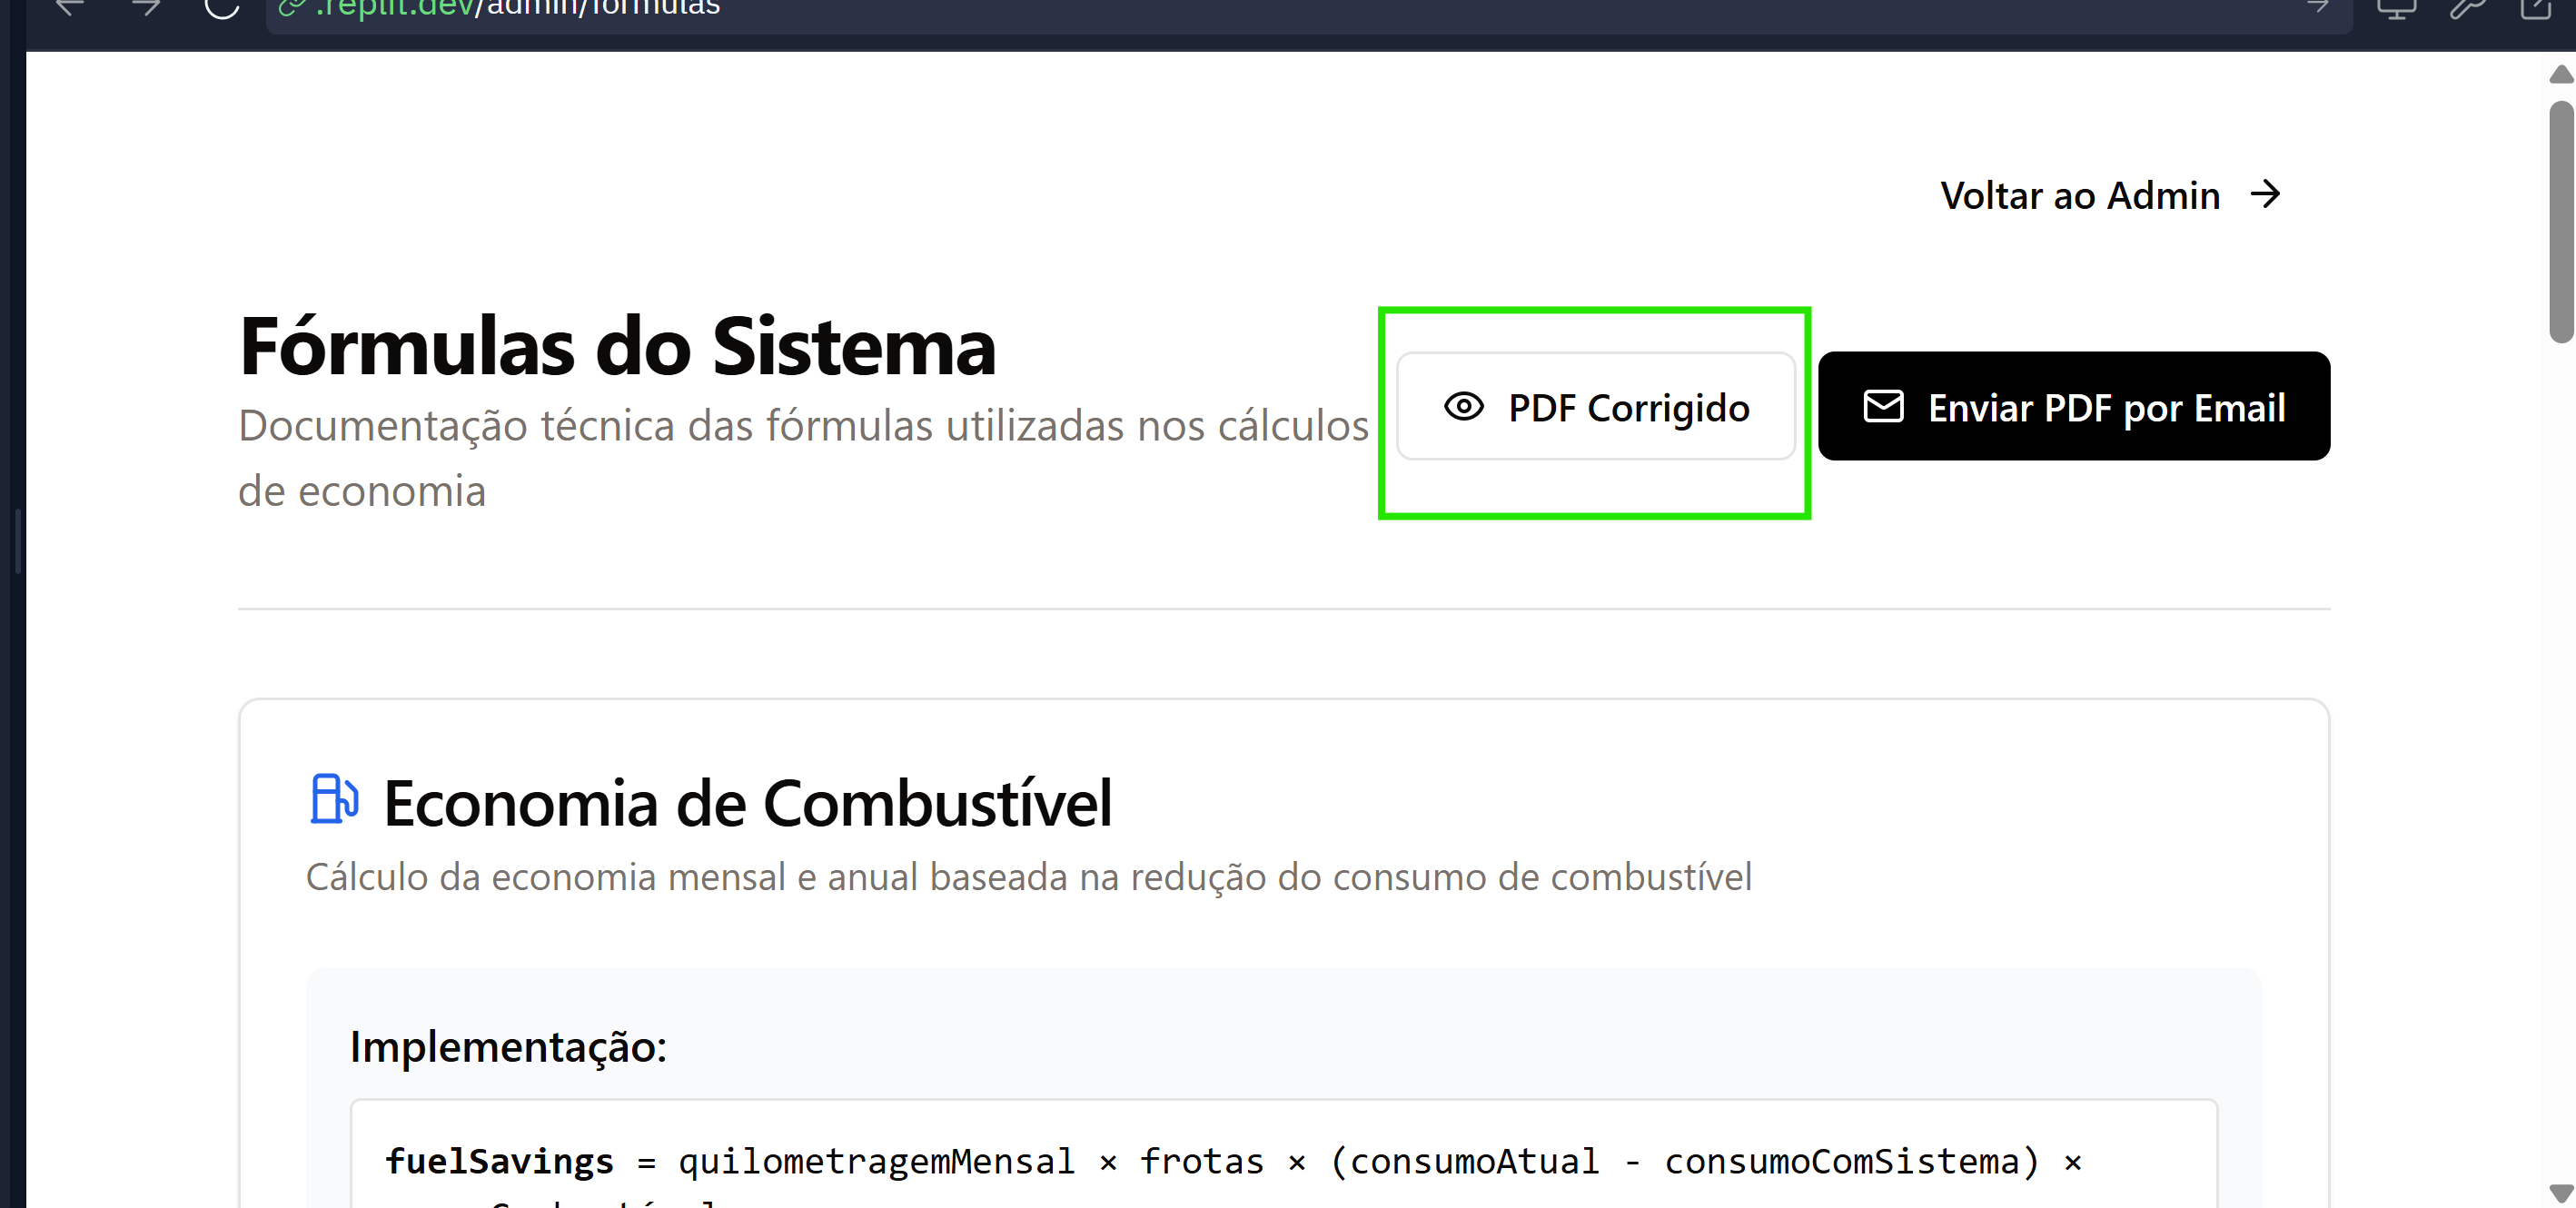 .replit.dev/admin/formulas
Voltar ao Admin
Fórmulas do Sistema
Documentação técnica das fórmulas utilizadas nos cálculos
de economia
PDF Corrigido
Enviar PDF por Email
Economia de Combustível
Cálculo da economia mensal e anual baseada na redução do consumo de combustível
Implementação:
fuelSavings = quilometragemMensal × frotas × (consumoAtual - consumoComSistema) ×